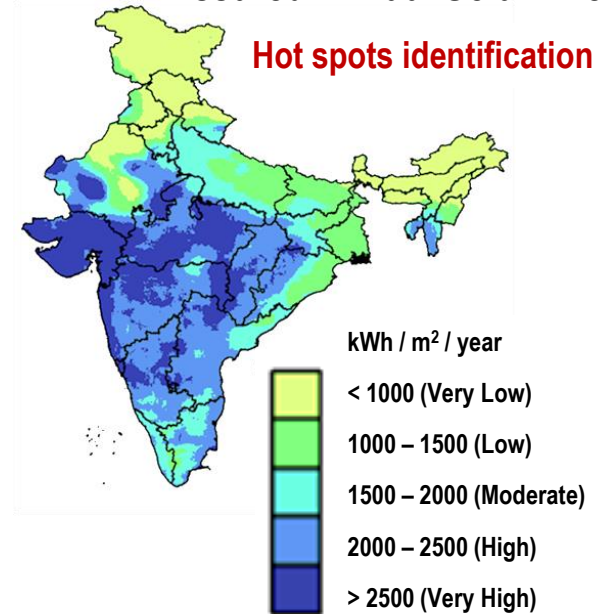 Hot spots identification
kWh / m² / year
< 1000 (Very Low)
1000 – 1500 (Low)
1500 – 2000 (Moderate)
2000 – 2500 (High)
> 2500 (Very High)